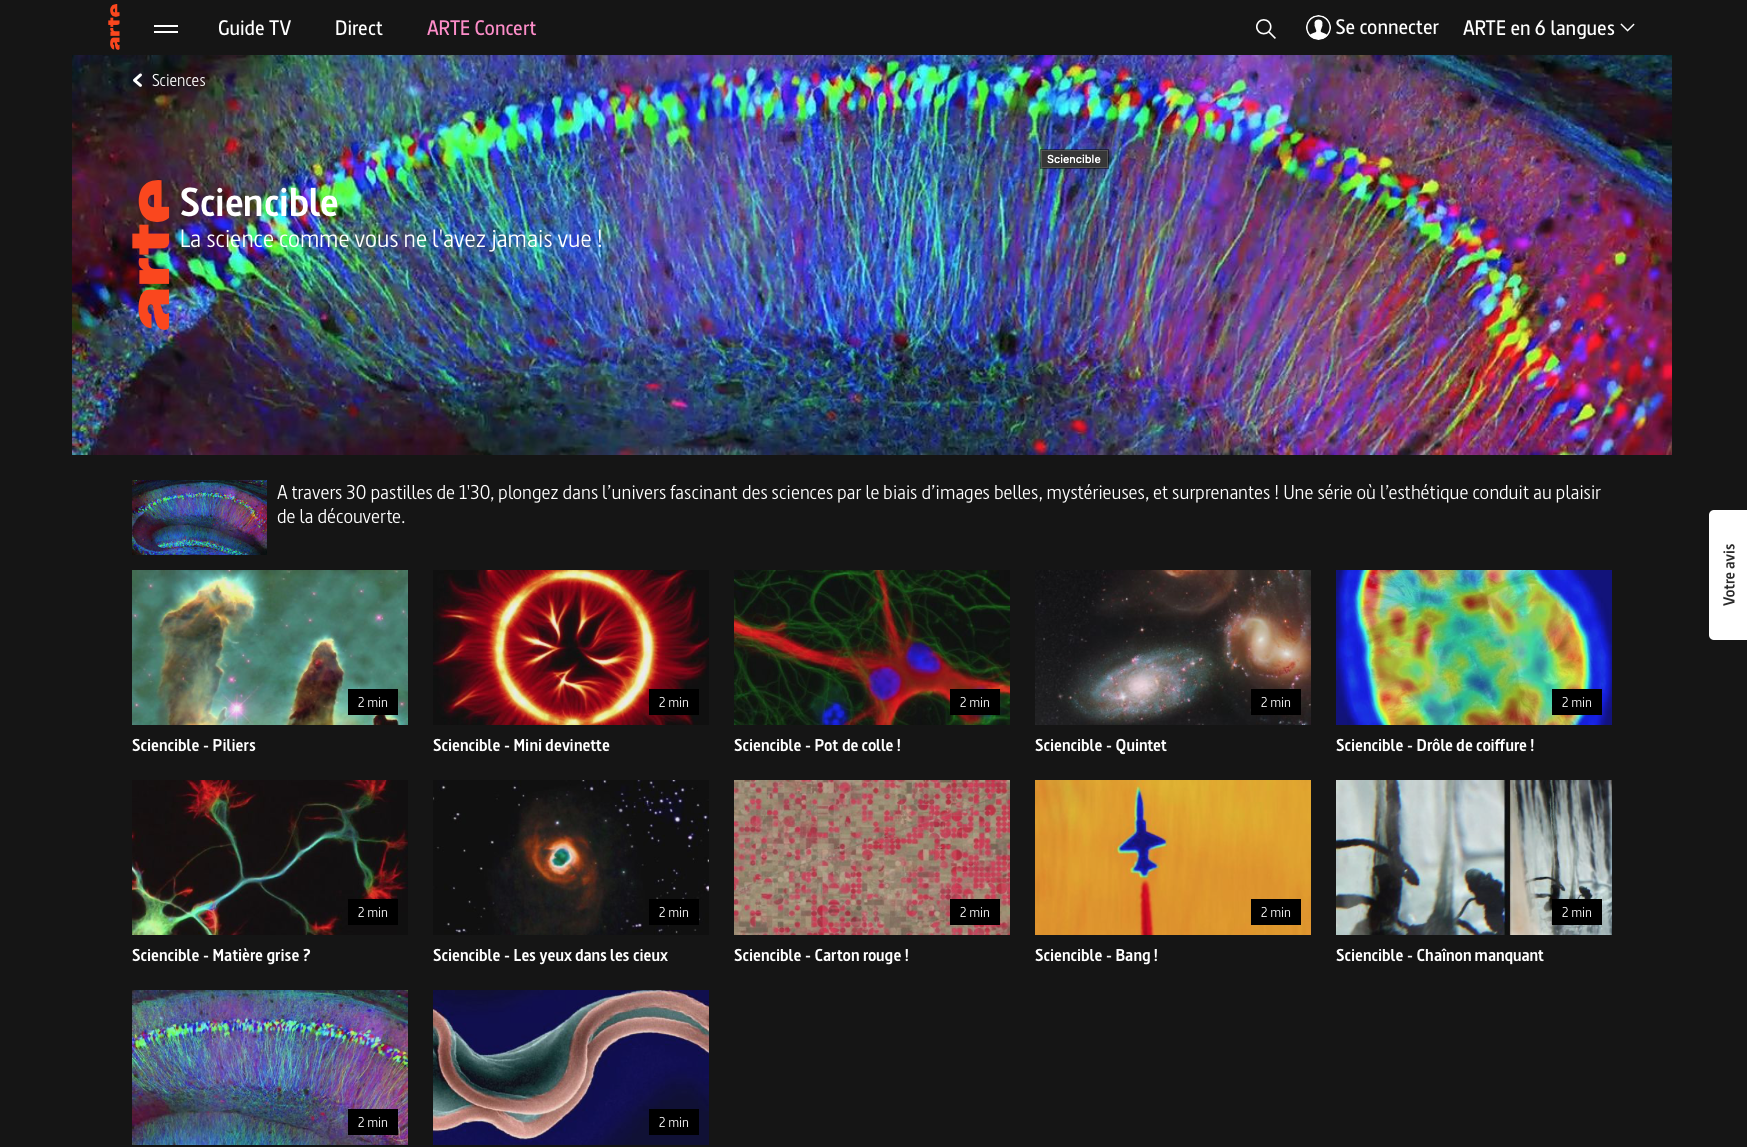 arte
Guide TV
Direct
ARTE Concert
Se connecter
ARTE en 6 langues
Sciences
Sciencible
arte
Sciencible
La science comme vous ne l'avez jamais vue !
A travers 30 pastilles de 1'30, plongez dans l’univers fascinant des sciences par le biais d’images belles, mystérieuses, et surprenantes ! Une série où l’esthétique conduit au plaisir
de la découverte.
Votre avis
2 min
2 min
2 min
2 min
2 min
Sciencible - Piliers
Sciencible - Mini devinette
Sciencible - Pot de colle !
Sciencible - Quintet
Sciencible - Drôle de coiffure !
2 min
2 min
2 min
2 min
2 min
Sciencible - Matière grise ?
Sciencible - Les yeux dans les cieux
Sciencible - Carton rouge !
Sciencible - Bang !
Sciencible - Chaînon manquant
2 min
2 min